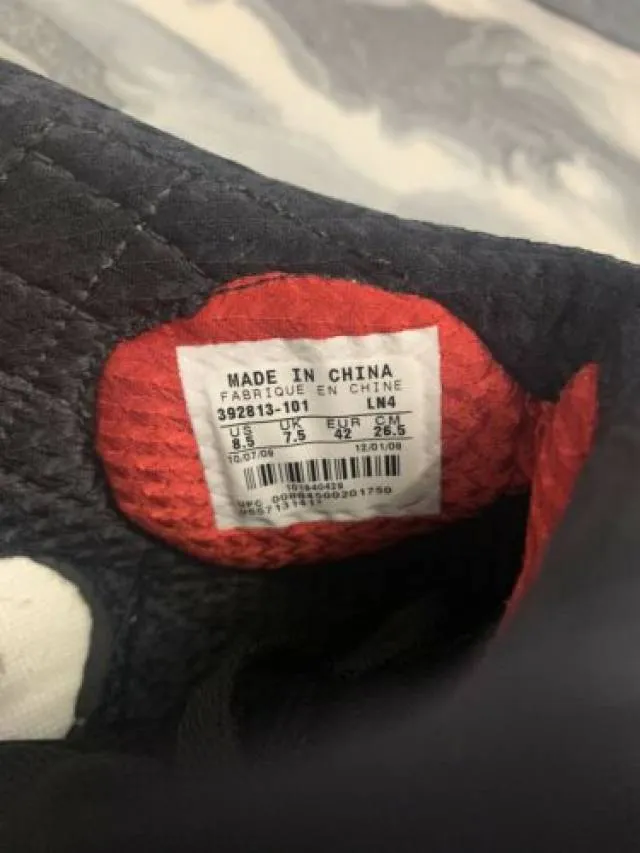 MADE IN CHINA
FABRIQUE EN CHINE
392813-101 LN4
US UK EUR CM
8.5 7.5 42 26.5
10/07/09 12/01/09
UPC 00884500201750